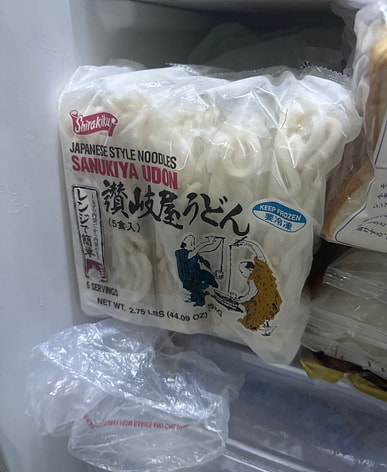 Shirakiku
JAPANESE STYLE NOODLES
SANUKIYA UDON
讃岐屋うどん
(5食入)
レンジで簡単
KEEP FROZEN
要冷凍
5 SERVINGS
NET WT. 2.75 LBS (44.09 OZ)